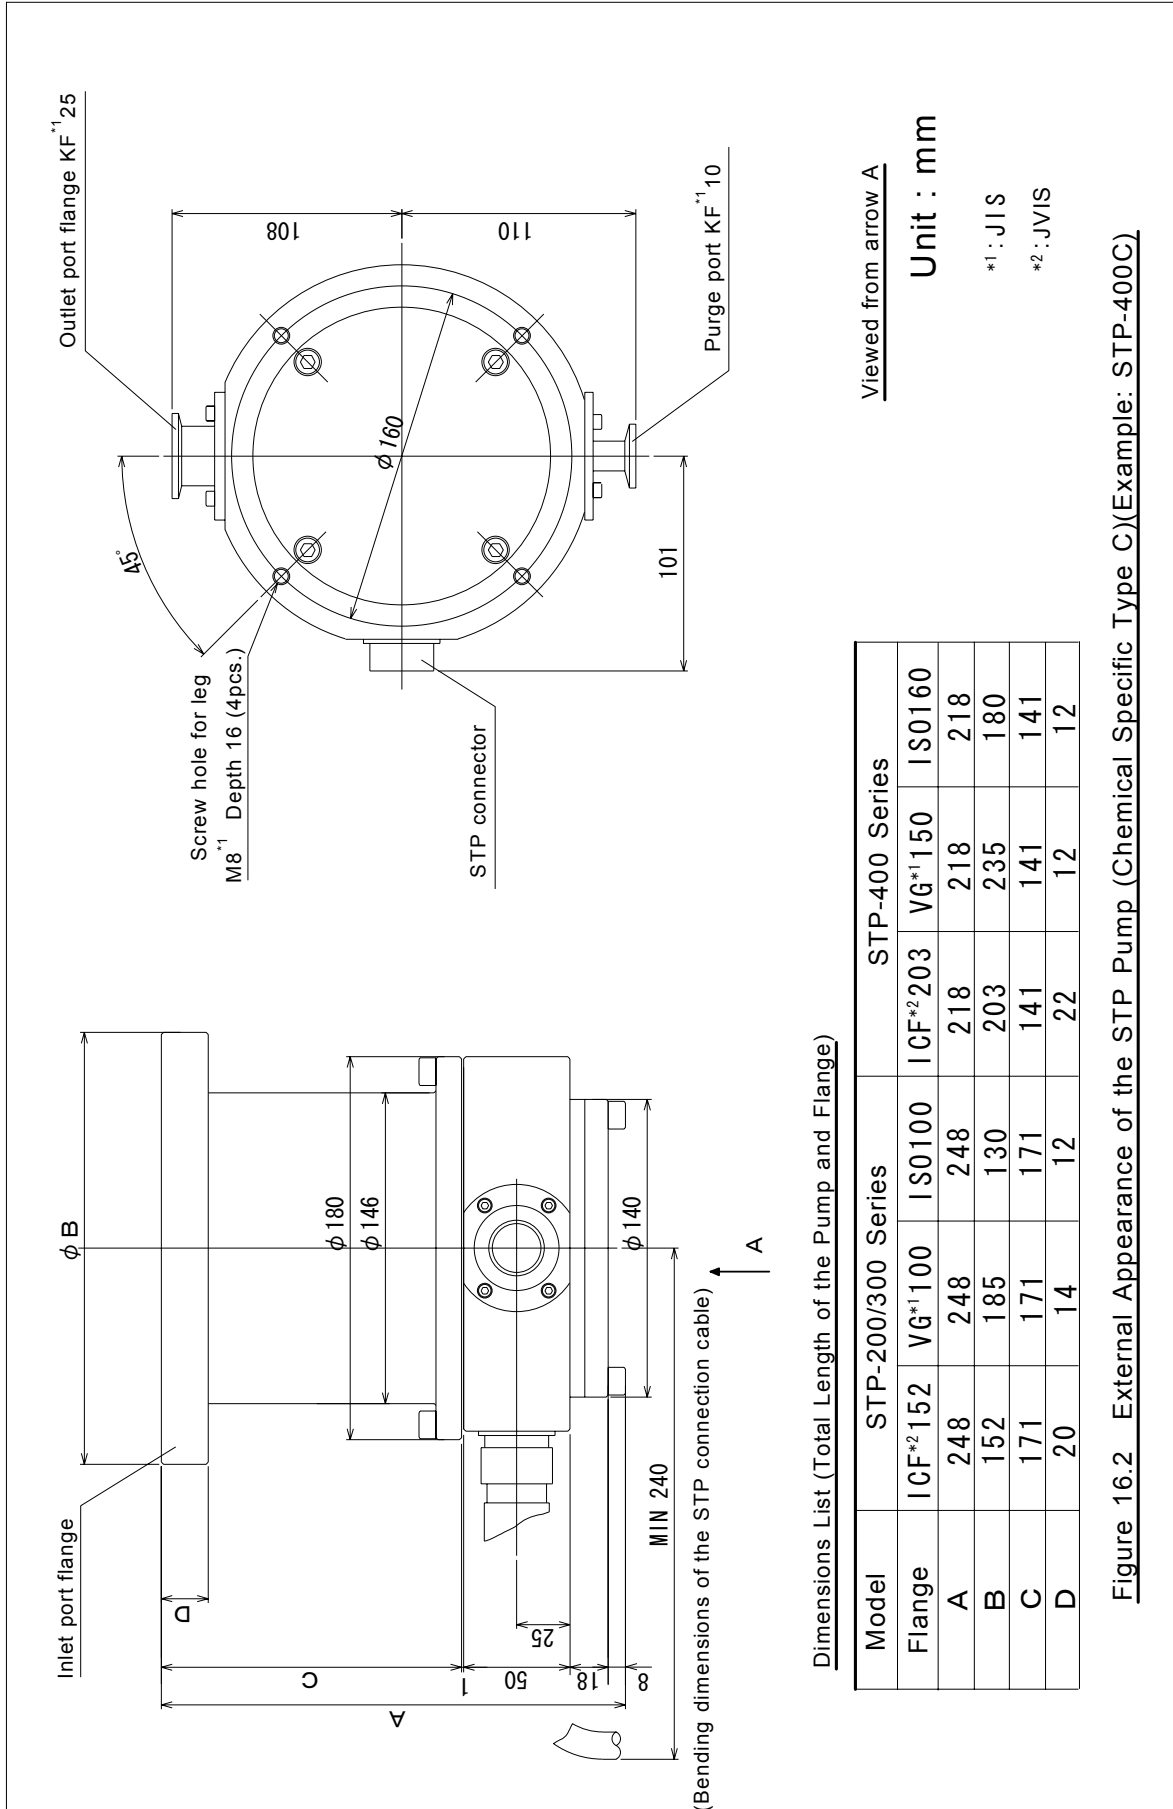 Inlet port flange
φB
D
C
A
φ180
φ146
φ140
1
50
25
18
8
MIN 240
(Bending dimensions of the STP connection cable)
A
Outlet port flange KF*1 25
108
110
φ160
45°
Screw hole for leg
M8*1 Depth 16 (4pcs.)
STP connector
101
Purge port KF*1 10
Viewed from arrow A
Unit : mm
*1 : JIS
*2 : JVIS
Dimensions List (Total Length of the Pump and Flange)
Model STP-200/300 Series STP-400 Series
Flange ICF*2 152 VG*1 100 ISO100 ICF*2 203 VG*1 150 ISO160
A 248 248 248 218 218 218
B 152 185 130 203 235 180
C 171 171 171 141 141 141
D 20 14 12 22 12 12
Figure 16.2 External Appearance of the STP Pump (Chemical Specific Type C)(Example: STP-400C)